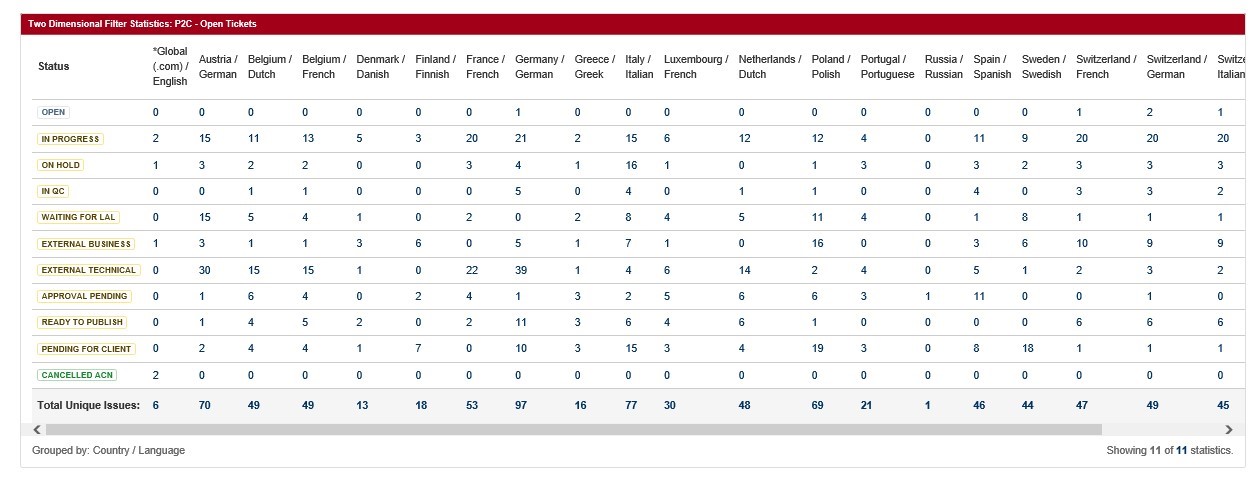 Two Dimensional Filter Statistics: P2C - Open Tickets
Status *Global (.com) / English Austria / German Belgium / Dutch Belgium / French Denmark / Danish Finland / Finnish France / French Germany / German Greece / Greek Italy / Italian Luxembourg / French Netherlands / Dutch Poland / Polish Portugal / Portuguese Russia / Russian Spain / Spanish Sweden / Swedish Switzerland / French Switzerland / German Switze Italian
OPEN 0 0 0 0 0 0 0 1 0 0 0 0 0 0 0 0 0 1 2 1
IN PROGRESS 2 15 11 13 5 3 20 21 2 15 6 12 12 4 0 11 9 20 20 20
ON HOLD 1 3 2 2 0 0 3 4 1 16 1 0 1 3 0 3 2 3 3 3
IN QC 0 0 1 1 0 0 0 5 0 4 0 1 1 0 0 4 0 3 3 2
WAITING FOR LAL 0 15 5 4 1 0 2 0 2 8 4 5 11 4 0 1 8 1 1 1
EXTERNAL BUSINESS 1 3 1 1 3 6 0 5 1 7 1 0 16 0 0 3 6 10 9 9
EXTERNAL TECHNICAL 0 30 15 15 1 0 22 39 1 4 6 14 2 4 0 5 1 2 3 2
APPROVAL PENDING 0 1 6 4 0 2 4 1 3 2 5 6 6 3 1 11 0 0 1 0
READY TO PUBLISH 0 1 4 5 2 0 2 11 3 6 4 6 1 0 0 0 0 6 6 6
PENDING FOR CLIENT 0 2 4 4 1 7 0 10 3 15 3 4 19 3 0 8 18 1 1 1
CANCELLED ACN 2 0 0 0 0 0 0 0 0 0 0 0 0 0 0 0 0 0 0 0
Total Unique Issues: 6 70 49 49 13 18 53 97 16 77 30 48 69 21 1 46 44 47 49 45
Grouped by: Country / Language Showing 11 of 11 statistics.